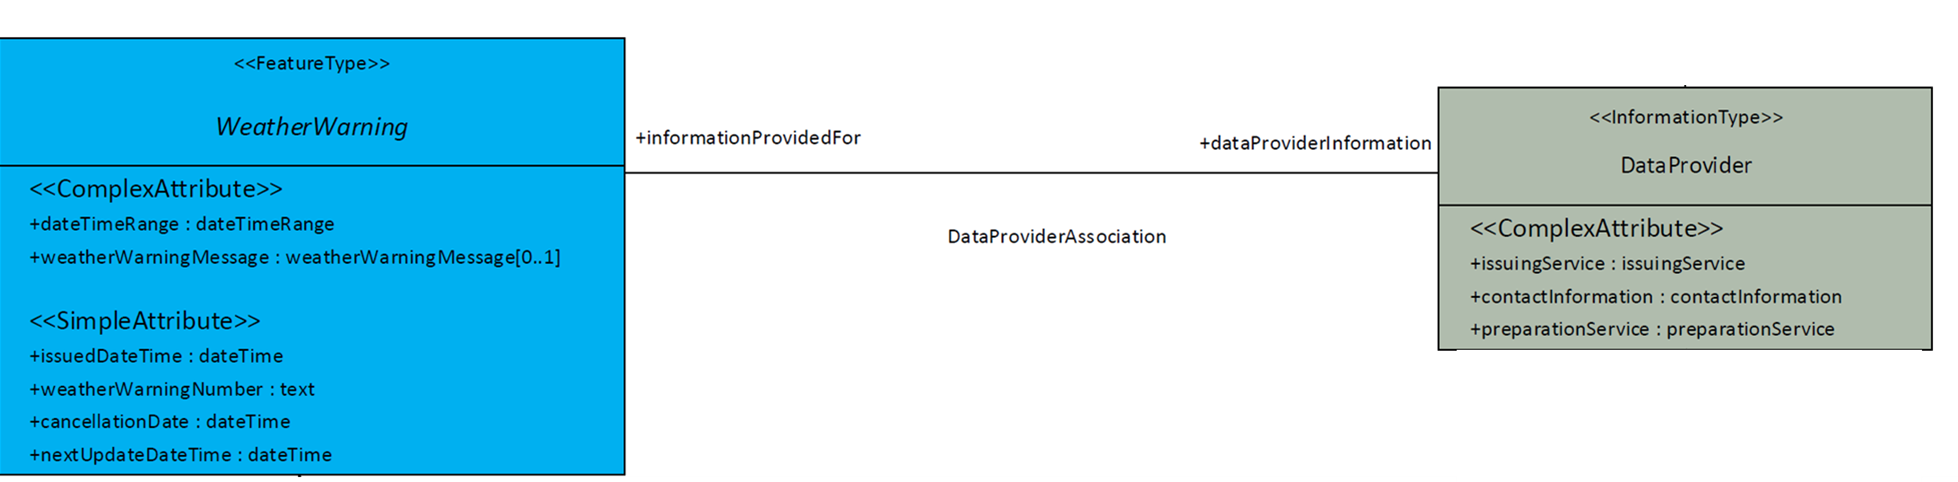 <<FeatureType>>
WeatherWarning
<<ComplexAttribute>>
+dateTimeRange : dateTimeRange
+weatherWarningMessage : weatherWarningMessage[0..1]
<<SimpleAttribute>>
+issuedDateTime : dateTime
+weatherWarningNumber : text
+cancellationDate : dateTime
+nextUpdateDateTime : dateTime
+informationProvidedFor
+dataProviderInformation
DataProviderAssociation
<<InformationType>>
DataProvider
<<ComplexAttribute>>
+issuingService : issuingService
+contactInformation : contactInformation
+preparationService : preparationService